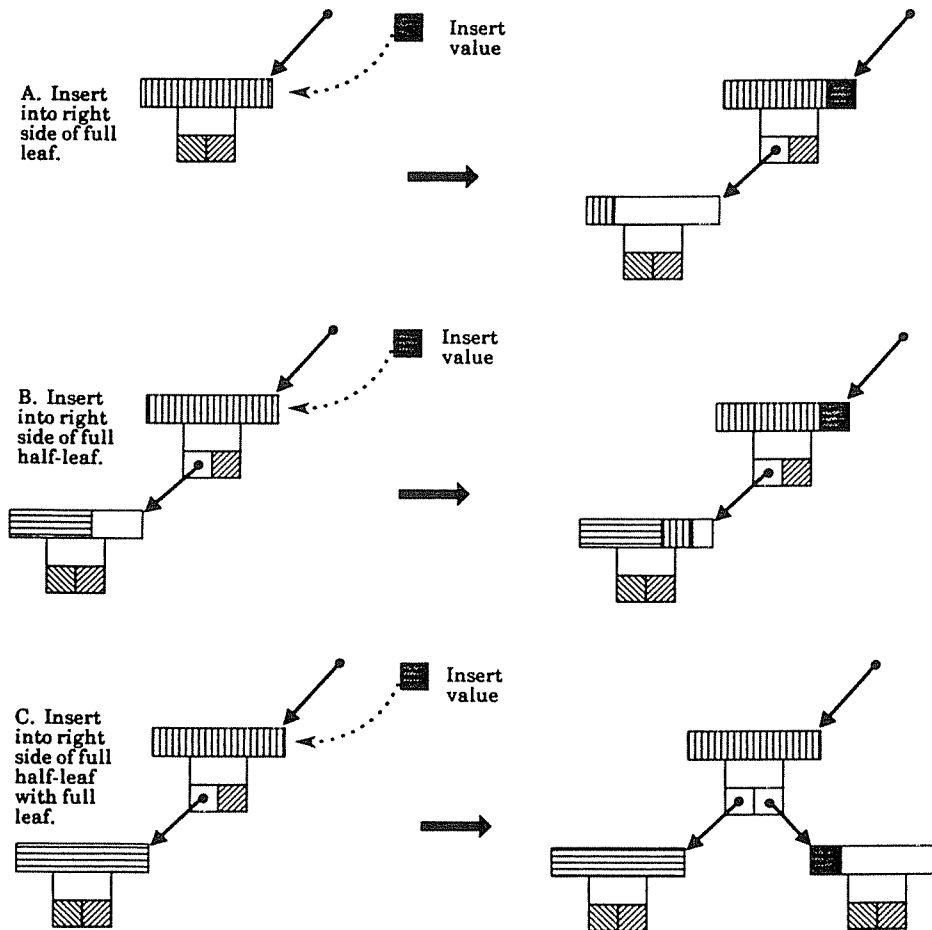 Insert
value
A. Insert
into right
side of full
leaf.
Insert
value
B. Insert
into right
side of full
half-leaf.
Insert
value
C. Insert
into right
side of full
half-leaf
with full
leaf.